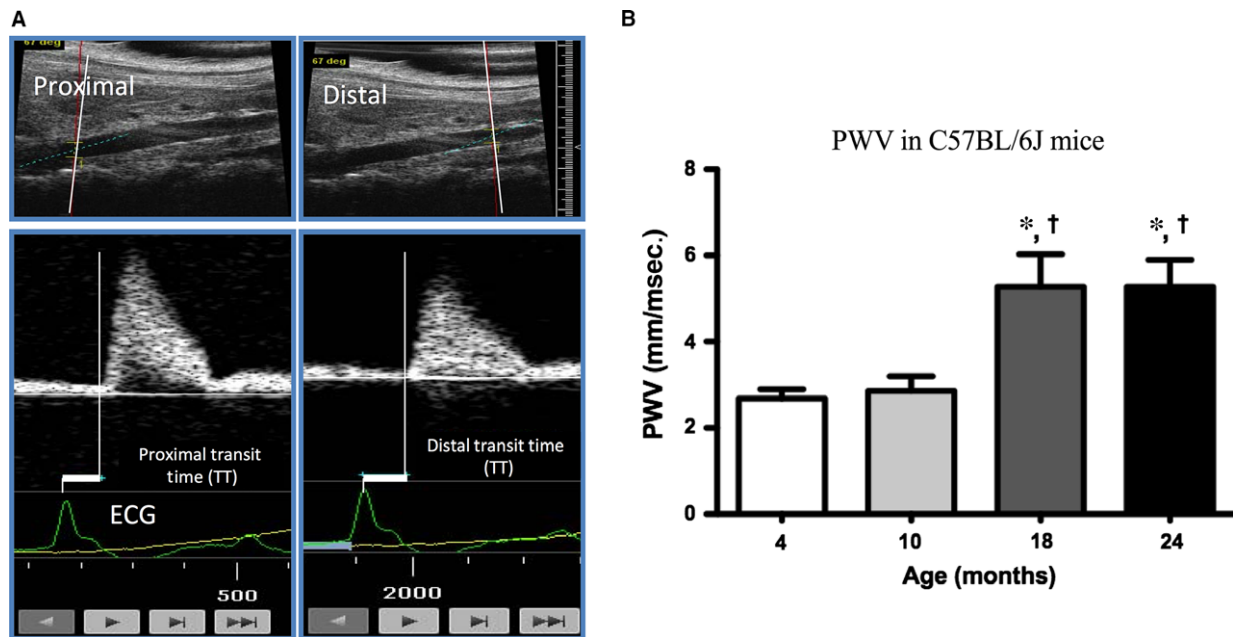 A
67 deg
Proximal
67 deg
Distal
Proximal transit
time (TT)
ECG
500
Distal transit time
(TT)
2000
B
PWV in C57BL/6J mice
PWV (mm/msec.)
8
6
4
2
0
*, †
*, †
4 10 18 24
Age (months)